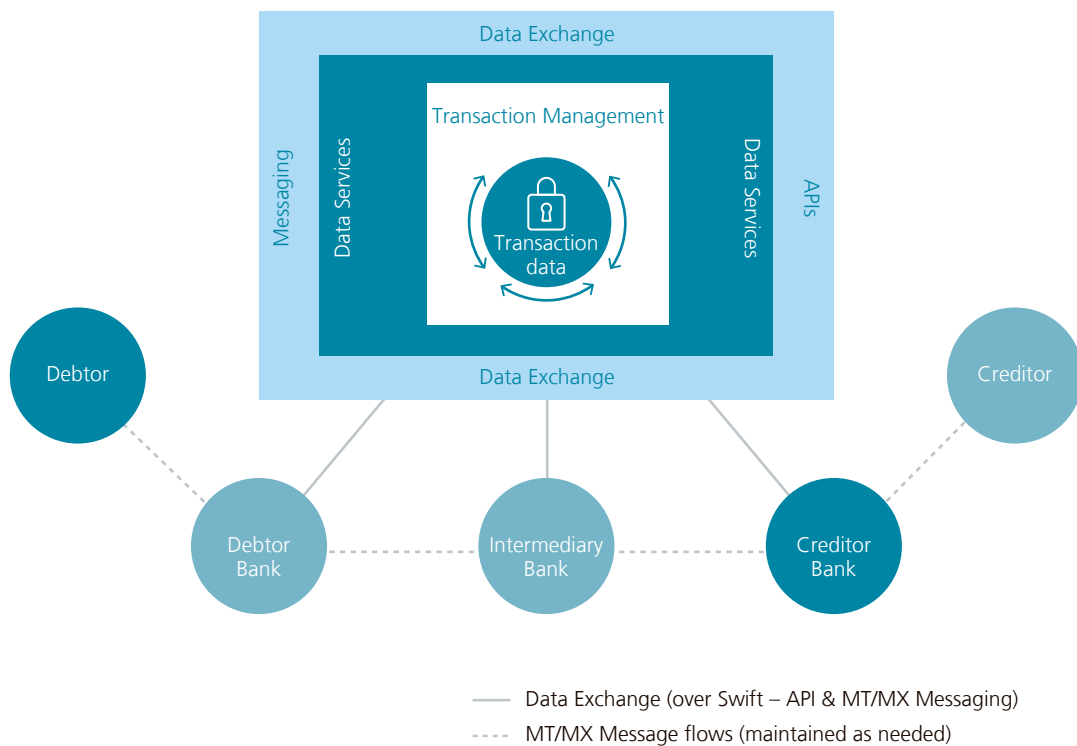 Data Exchange
Transaction Management
Messaging
Data Services
Data Services
APIs
Transaction
data
Debtor
Creditor
Data Exchange
Debtor
Bank
Intermediary
Bank
Creditor
Bank
Data Exchange (over Swift – API & MT/MX Messaging)
MT/MX Message flows (maintained as needed)